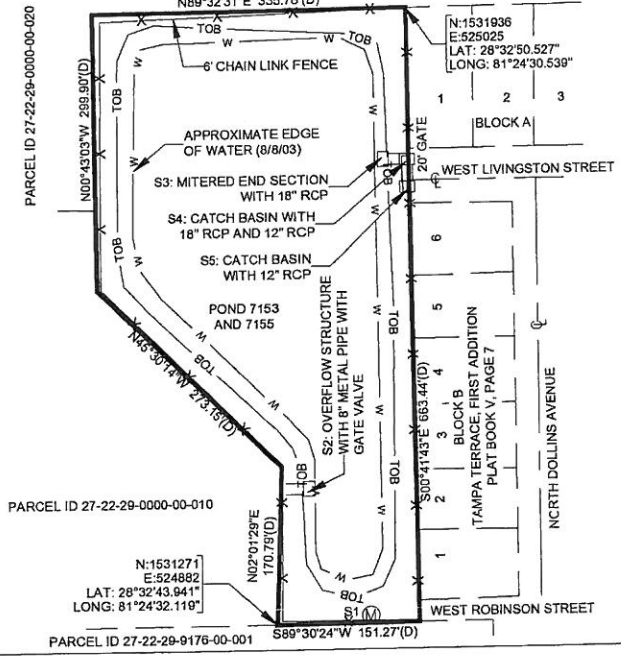 N89°32'31"E 335.78'(D)
PARCEL ID 27-22-29-0000-00-020
N00°43'03"W 299.90'(D)
TOB
W
6' CHAIN LINK FENCE
N:1531936
E:525025
LAT: 28°32'50.527"
LONG: 81°24'30.539"
1 2 3
BLOCK A
APPROXIMATE EDGE
OF WATER (8/8/03)
20' GATE
WEST LIVINGSTON STREET
S3: MITERED END SECTION
WITH 18" RCP
S4: CATCH BASIN WITH
18" RCP AND 12" RCP
S5: CATCH BASIN
WITH 12" RCP
POND 7153
AND 7155
S2: OVERFLOW STRUCTURE
WITH 8" METAL PIPE WITH
GATE VALVE
N45°30'14"W 273.15'(D)
S00°41'43"E 663.44'(D)
6
5
4
3
2
1
BLOCK B
TAMPA TERRACE, FIRST ADDITION
PLAT BOOK V, PAGE 7
NORTH DOLLINS AVENUE
TOB
W
TOB
W
TOB
W
TOB
W
TOB
W
TOB
W
TOB
W
W
W
W
PARCEL ID 27-22-29-0000-00-010
N02°01'29"E
170.79'(D)
N:1531271
E:524882
LAT: 28°32'43.941"
LONG: 81°24'32.119"
S1 M
WEST ROBINSON STREET
S89°30'24"W 151.27'(D)
PARCEL ID 27-22-29-9176-00-001